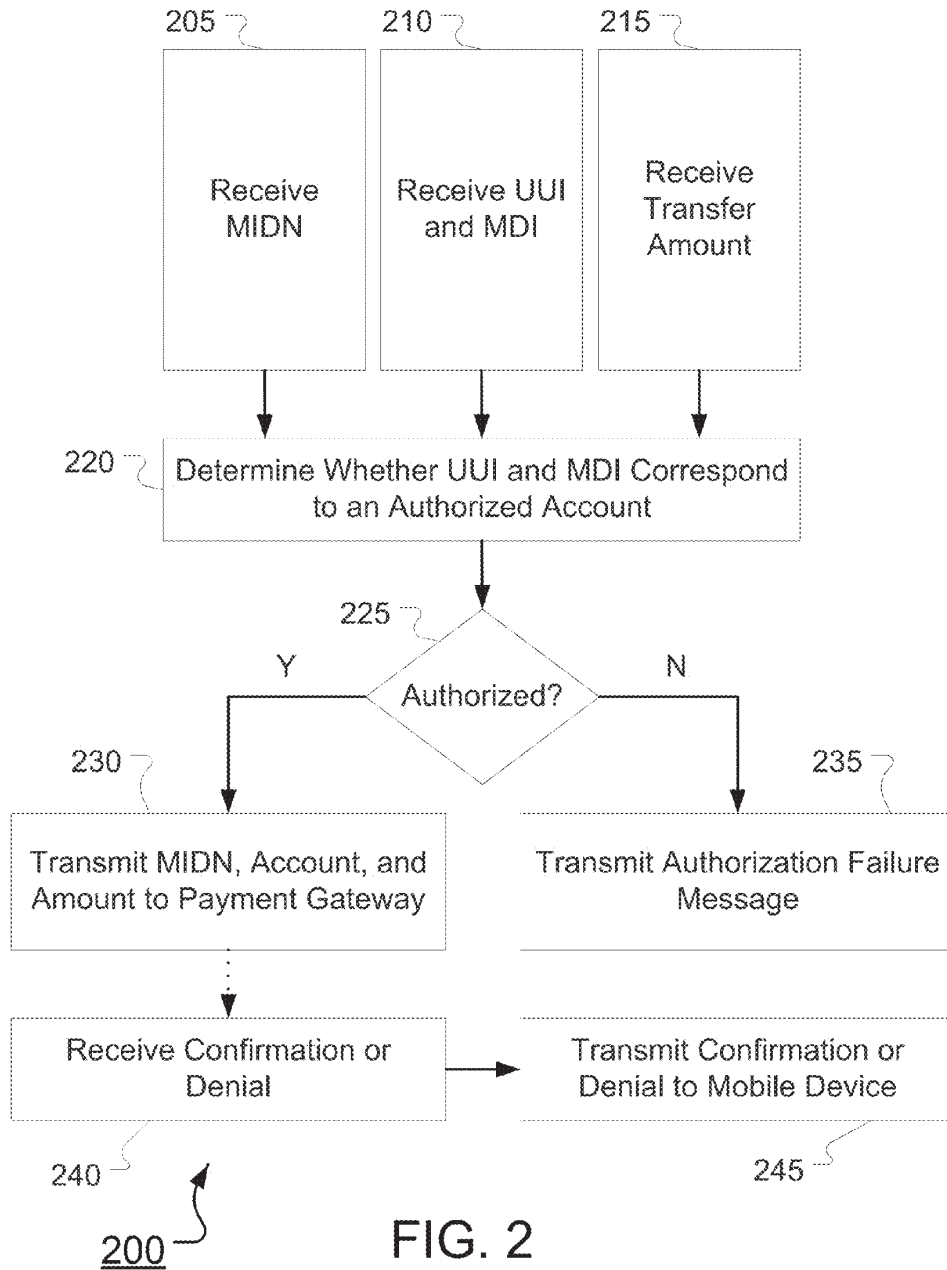 205
210
215
Receive
MIDN
Receive UUI
and MDI
Receive
Transfer
Amount
220
Determine Whether UUI and MDI Correspond
to an Authorized Account
225
Y
Authorized?
N
230
235
Transmit MIDN, Account, and
Amount to Payment Gateway
Transmit Authorization Failure
Message
Receive Confirmation or
Denial
Transmit Confirmation or
Denial to Mobile Device
240
245
200
FIG. 2